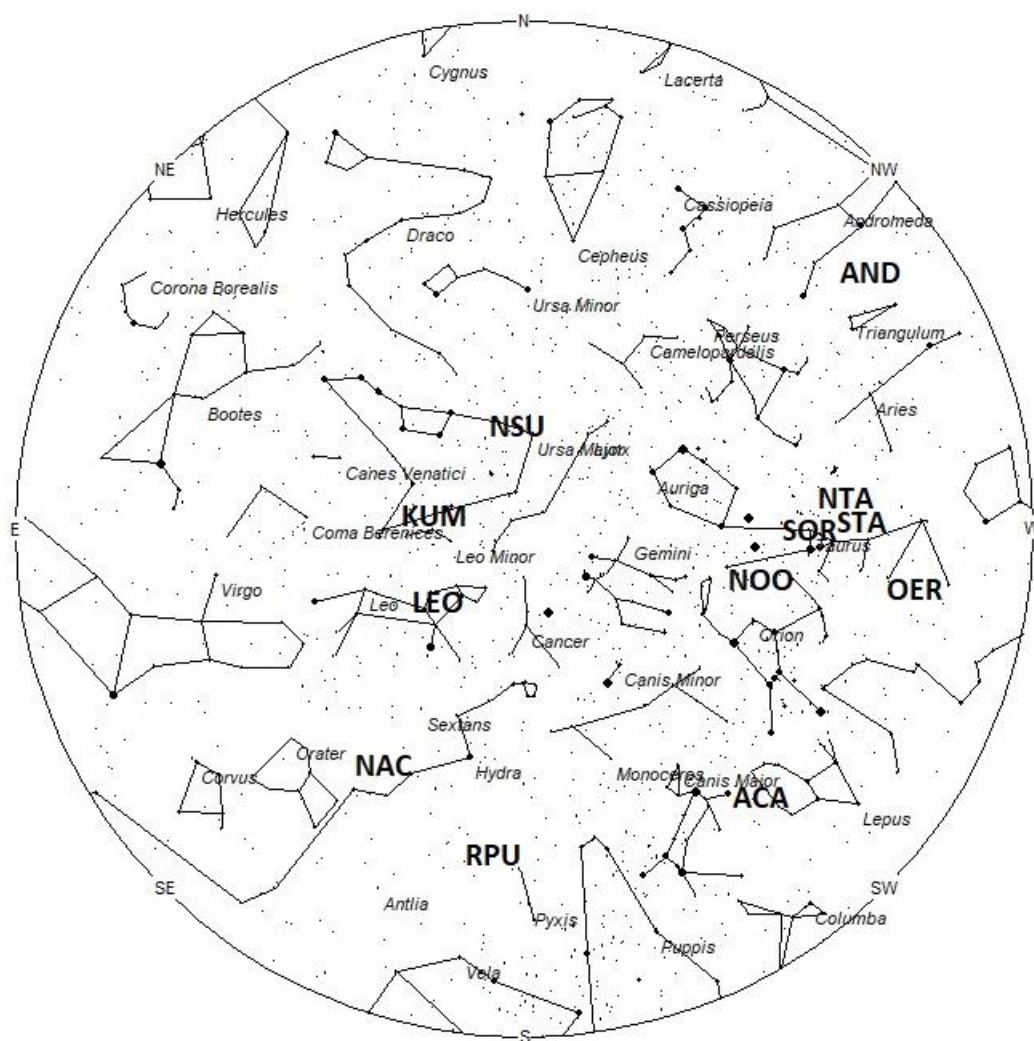 N
Cygnus
Lacerta
NE
NW
Hercules
Cassiopeia
Andromeda
Draco
Cepheus
AND
Corona Borealis
Ursa Minor
Triangulum
Perseus
Camelopardalis
Bootes
Aries
NSU
Ursa Major
Lynx
Canes Venatici
Auriga
NTA
KUM
SOR
STA
E
Coma Berenices
W
Leo Minor
Gemini
Taurus
NOO
OER
Virgo
Leo
LEO
Cancer
Orion
Canis Minor
Sextans
Crater
NAC
Corvus
Hydra
Monoceros
Canis Major
ACA
Lepus
RPU
SE
SW
Antlia
Pyxis
Columba
Puppis
Vela
S